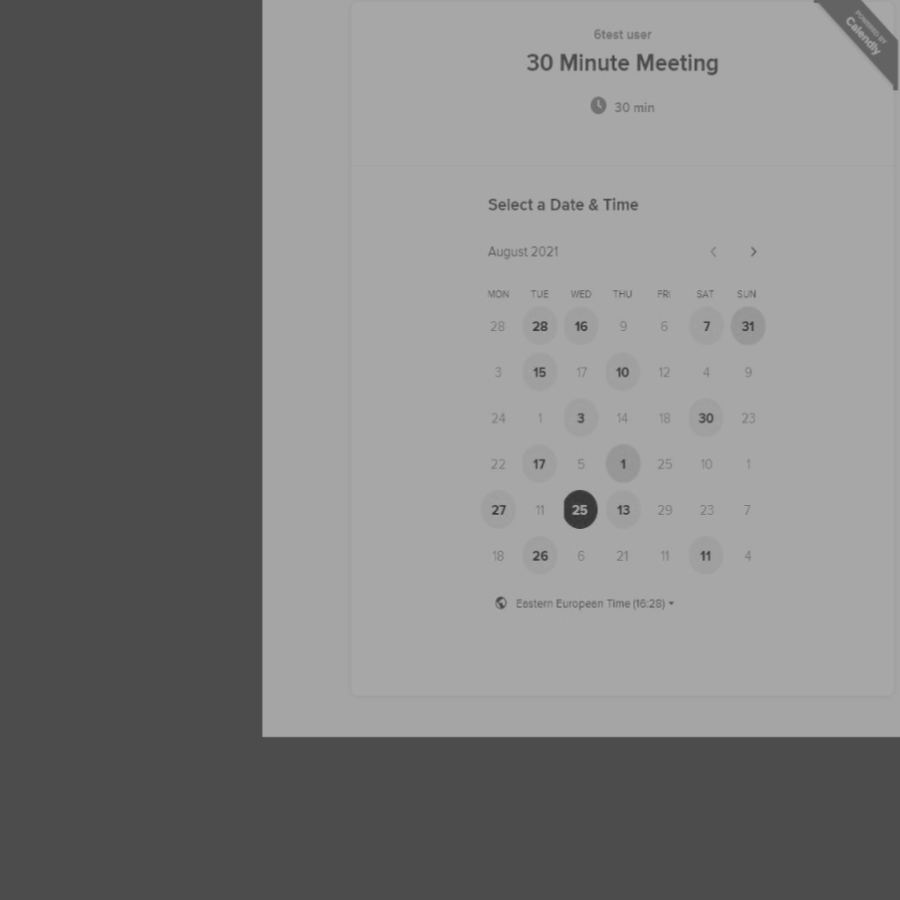 6test user
30 Minute Meeting
30 min
POWERED BY
Calendly
Select a Date & Time
August 2021
MON TUE WED THU FRI SAT SUN
28 28 16 9 6 7 31
3 15 17 10 12 4 9
24 1 3 14 18 30 23
22 17 5 1 25 10 1
27 11 25 13 29 23 7
18 26 6 21 11 11 4
Eastern European Time (16:28)